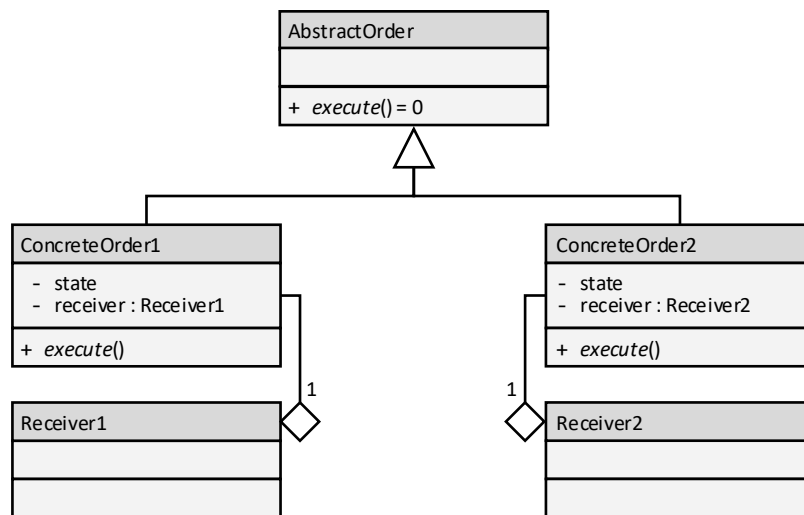 AbstractOrder
+ execute() = 0
ConcreteOrder1
- state
- receiver : Receiver1
+ execute()
ConcreteOrder2
- state
- receiver : Receiver2
+ execute()
1
1
Receiver1
Receiver2